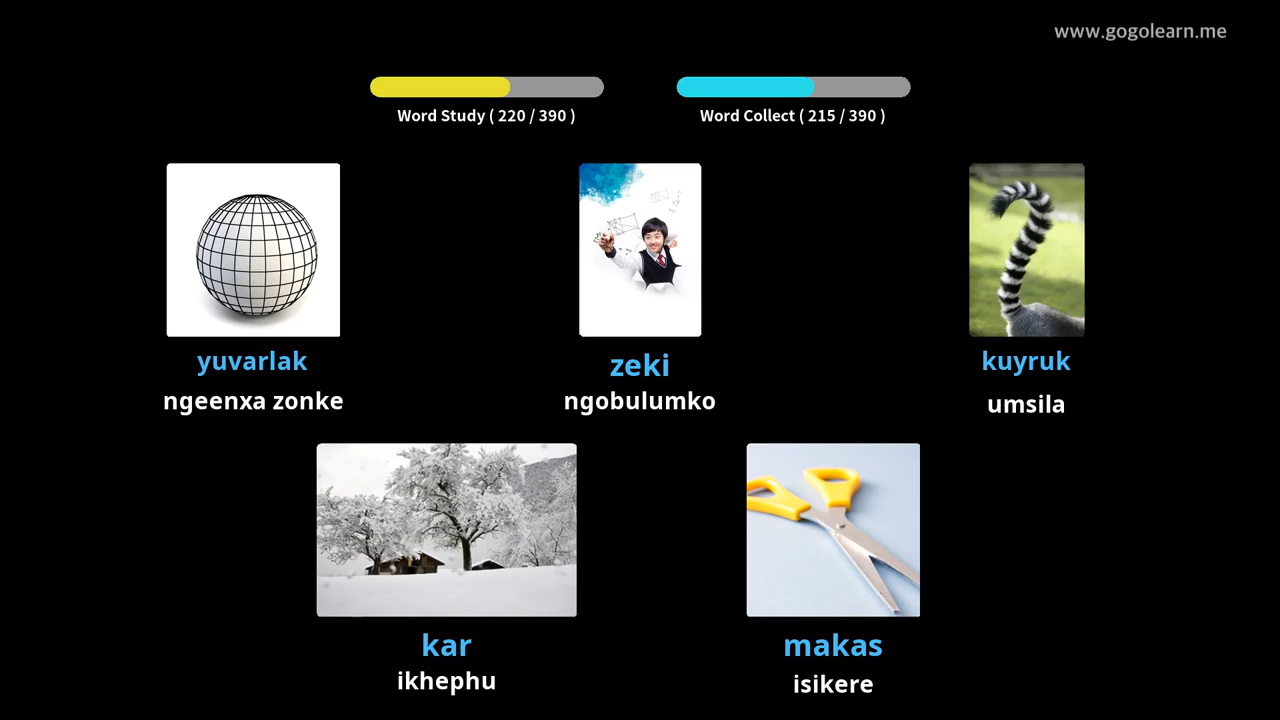 www.gogolearn.me
Word Study ( 220 / 390 )
Word Collect ( 215 / 390 )
yuvarlak
ngeenxa zonke
zeki
ngobulumko
kuyruk
umsila
kar
ikhephu
makas
isikere